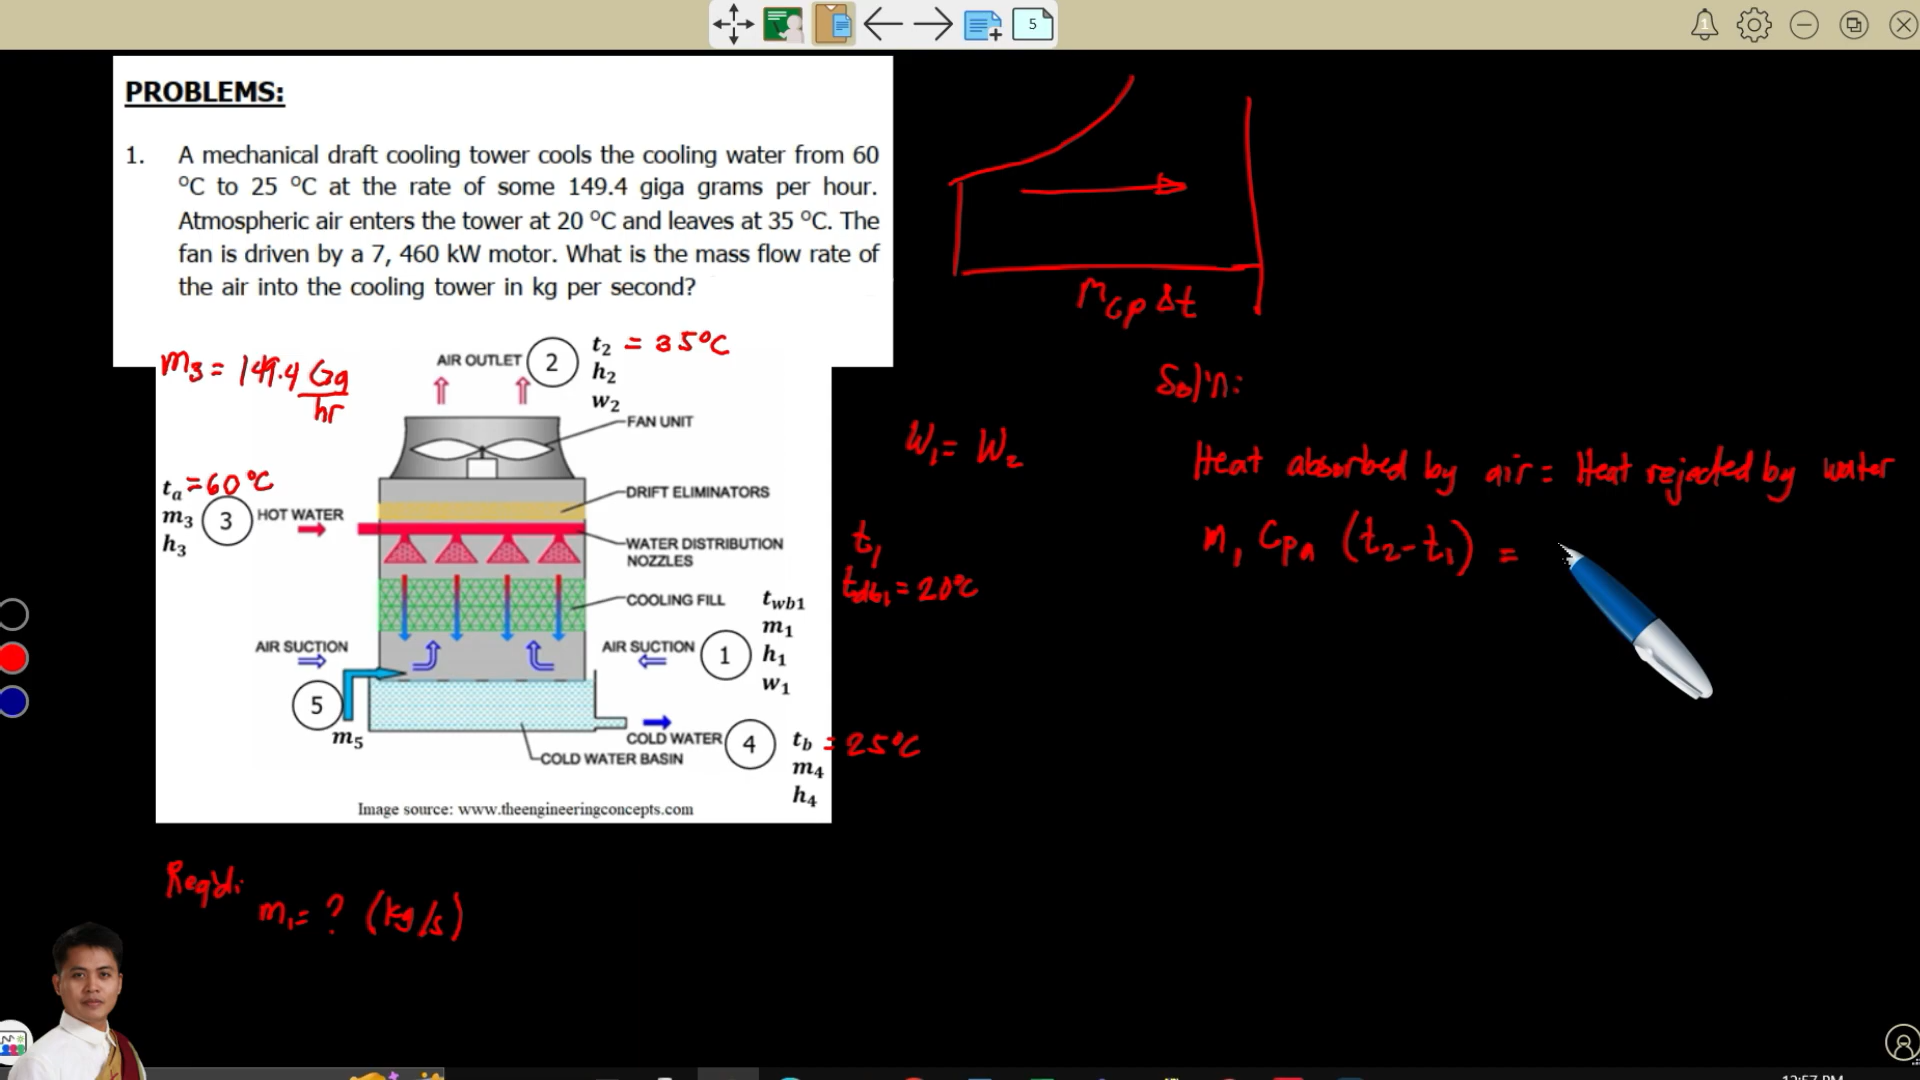 5
1
PROBLEMS:
1. A mechanical draft cooling tower cools the cooling water from 60
°C to 25 °C at the rate of some 149.4 giga grams per hour.
Atmospheric air enters the tower at 20 °C and leaves at 35 °C. The
fan is driven by a 7, 460 kW motor. What is the mass flow rate of
the air into the cooling tower in kg per second?
m3 = 149.4 Gg/hr
AIR OUTLET
2
t2 = 35°C
h2
w2
FAN UNIT
ta = 60°C
m3
h3
3
HOT WATER
DRIFT ELIMINATORS
WATER DISTRIBUTION
NOZZLES
COOLING FILL
AIR SUCTION
AIR SUCTION
1
twb1
m1
h1
w1
5
m5
COLD WATER
4
tb = 25°C
m4
h4
COLD WATER BASIN
Image source: www.theengineeringconcepts.com
t1
tdb1 = 20°C
W1 = W2
mCpΔt
Sol'n:
Heat absorbed by air = Heat rejected by water
m1 Cpa (t2-t1) =
Req'd:
m1 = ? (kg/s)
12:57 PM